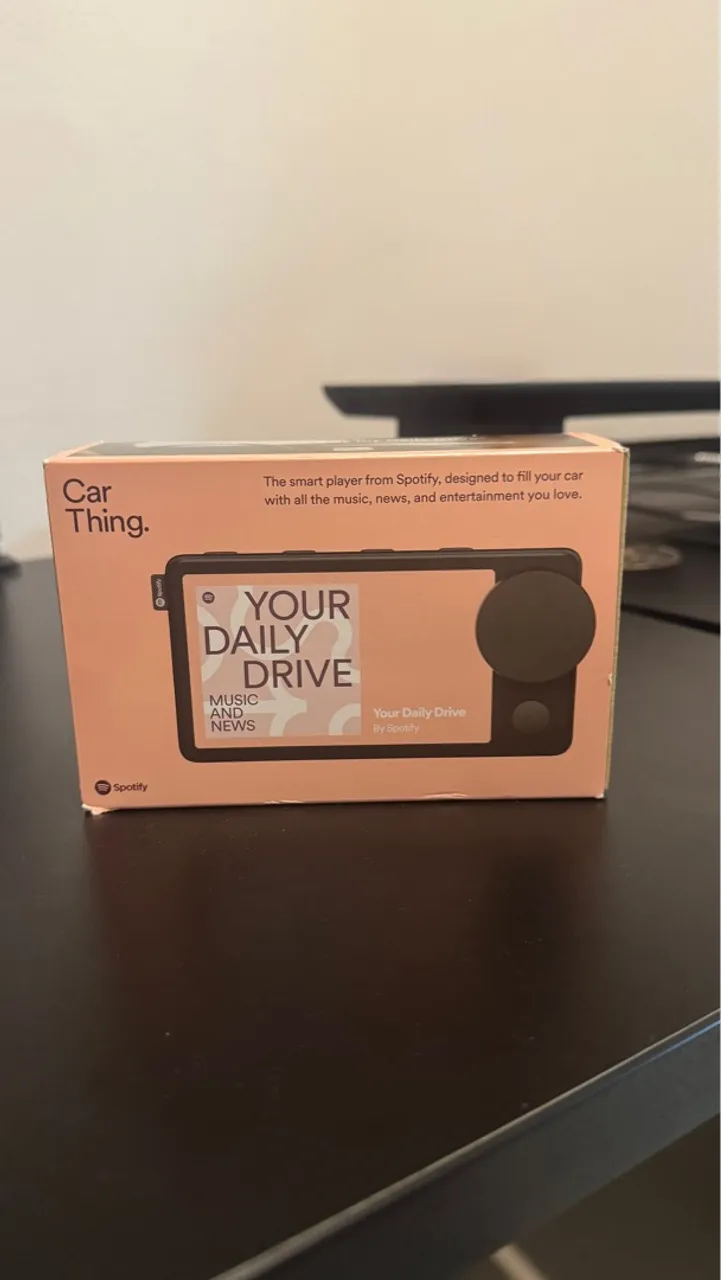 Car
Thing.
The smart player from Spotify, designed to fill your car
with all the music, news, and entertainment you love.
Spotify
YOUR
DAILY
DRIVE
MUSIC
AND
NEWS
Your Daily Drive
By Spotify
Spotify